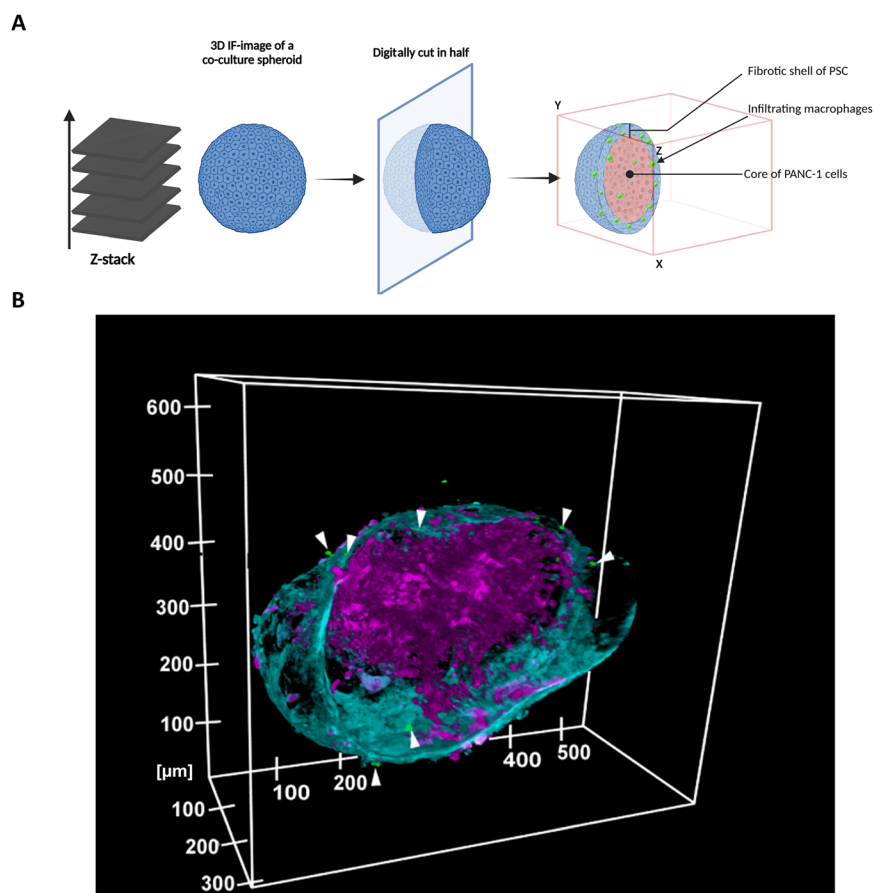 A
3D IF-image of a
co-culture spheroid
Digitally cut in half
Fibrotic shell of PSC
Infiltrating macrophages
Core of PANC-1 cells
Y
Z
X
Z-stack
B
600
500
400
300
200
100
[µm]
100
200
400
500
100
200
300